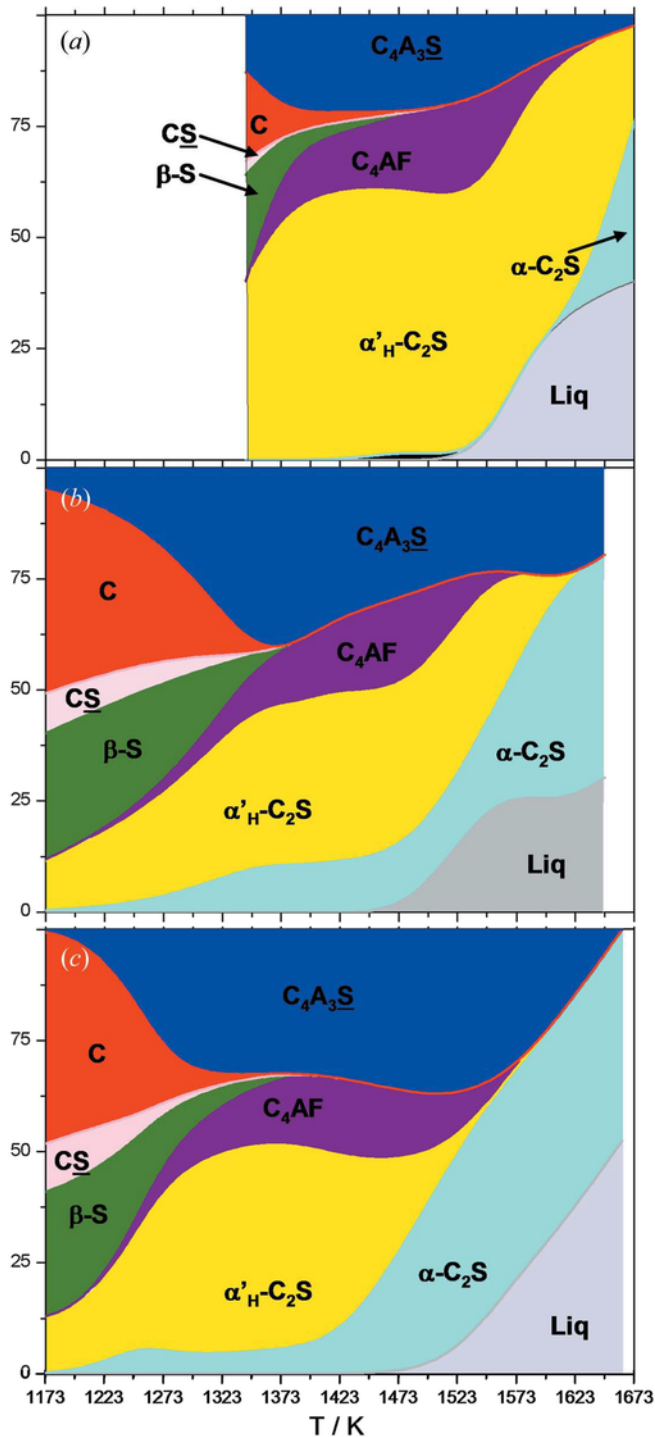 (a)
C₄A₃S̲
75
C
CS̲
β-S
C₄AF
50
α-C₂S
α'H-C₂S
25
Liq
0
(b)
C₄A₃S̲
75
C
C₄AF
50
CS̲
β-S
α-C₂S
25
α'H-C₂S
Liq
0
(c)
C₄A₃S̲
75
C
C₄AF
50
CS̲
β-S
25
α-C₂S
α'H-C₂S
Liq
0
1173 1223 1273 1323 1373 1423 1473 1523 1573 1623 1673
T / K